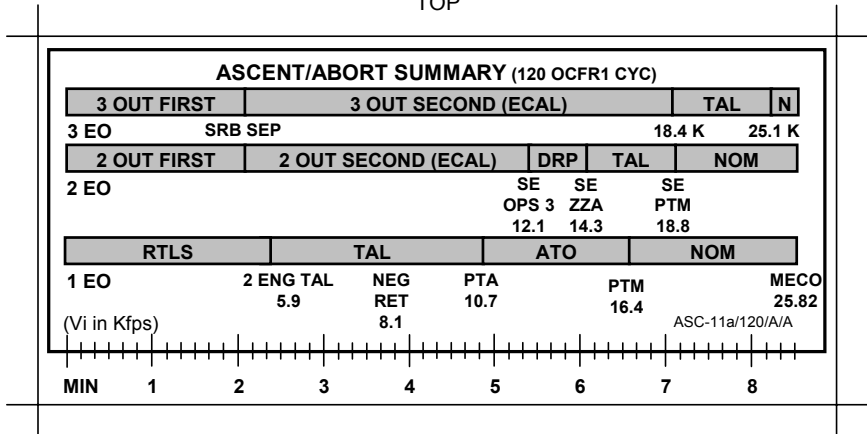 TOP
ASCENT/ABORT SUMMARY (120 OCFR1 CYC)
3 OUT FIRST 3 OUT SECOND (ECAL) TAL N
3 EO SRB SEP 18.4 K 25.1 K
2 OUT FIRST 2 OUT SECOND (ECAL) DRP TAL NOM
2 EO SE SE SE
OPS 3 ZZA PTM
12.1 14.3 18.8
RTLS TAL ATO NOM
1 EO 2 ENG TAL NEG PTA PTM MECO
5.9 RET 10.7 16.4 25.82
(Vi in Kfps) 8.1 ASC-11a/120/A/A
MIN 1 2 3 4 5 6 7 8